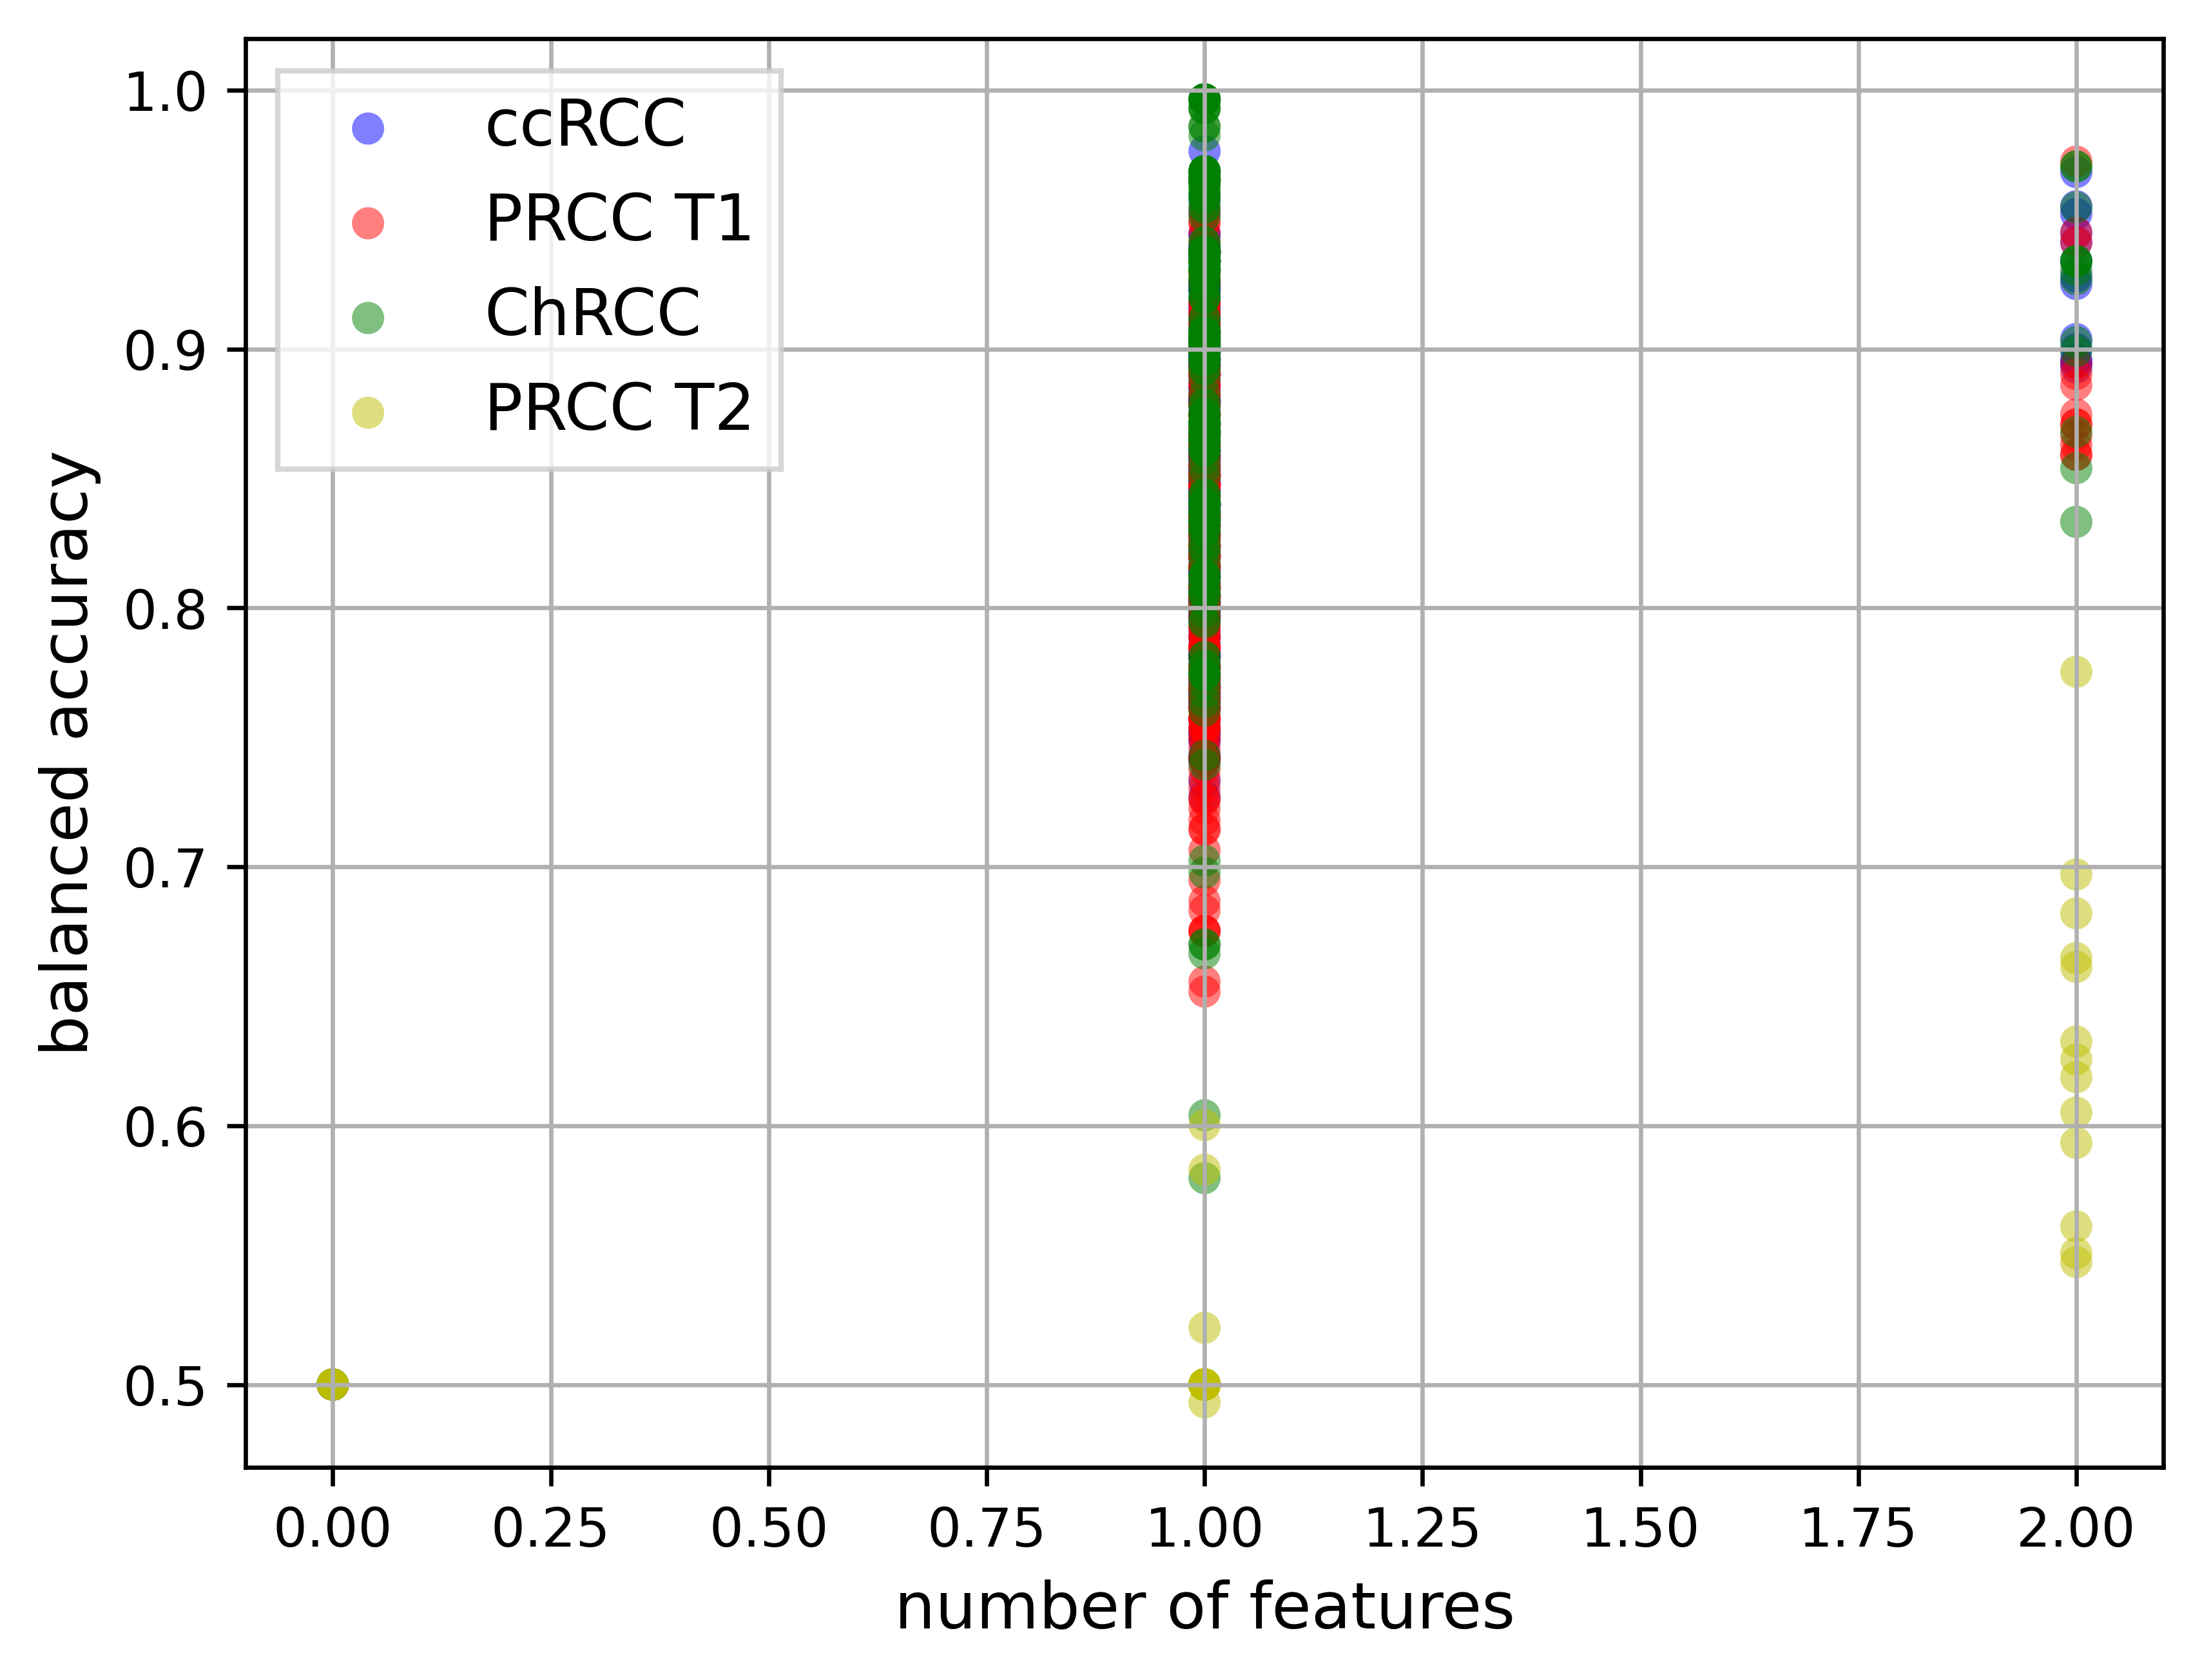 ccRCC
PRCC T1
ChRCC
PRCC T2
balanced accuracy
1.0
0.9
0.8
0.7
0.6
0.5
0.00 0.25 0.50 0.75 1.00 1.25 1.50 1.75 2.00
number of features